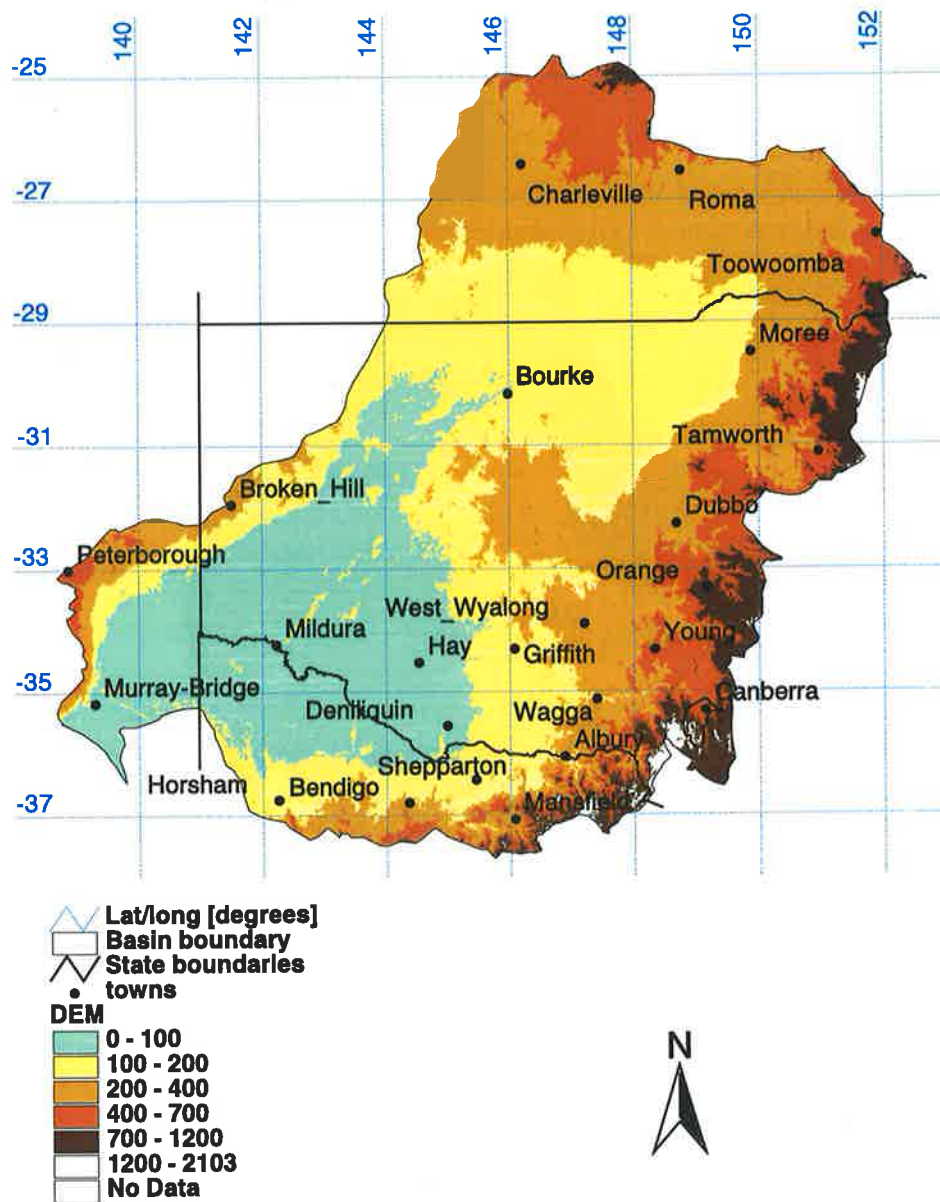 140
142
144
146
148
150
152
-25
Charleville
Roma
-27
Toowoomba
-29
Moree
Bourke
-31
Tamworth
Broken_Hill
Dubbo
-33
Peterborough
Orange
West_Wyalong
Mildura
Hay
Griffith
Young
-35
Murray-Bridge
Deniliquin
Wagga
Canberra
Albury
Shepparton
Horsham
Bendigo
-37
Mansfield
Lat/long [degrees]
Basin boundary
State boundaries
towns
DEM
0 - 100
100 - 200
200 - 400
400 - 700
700 - 1200
1200 - 2103
No Data
N